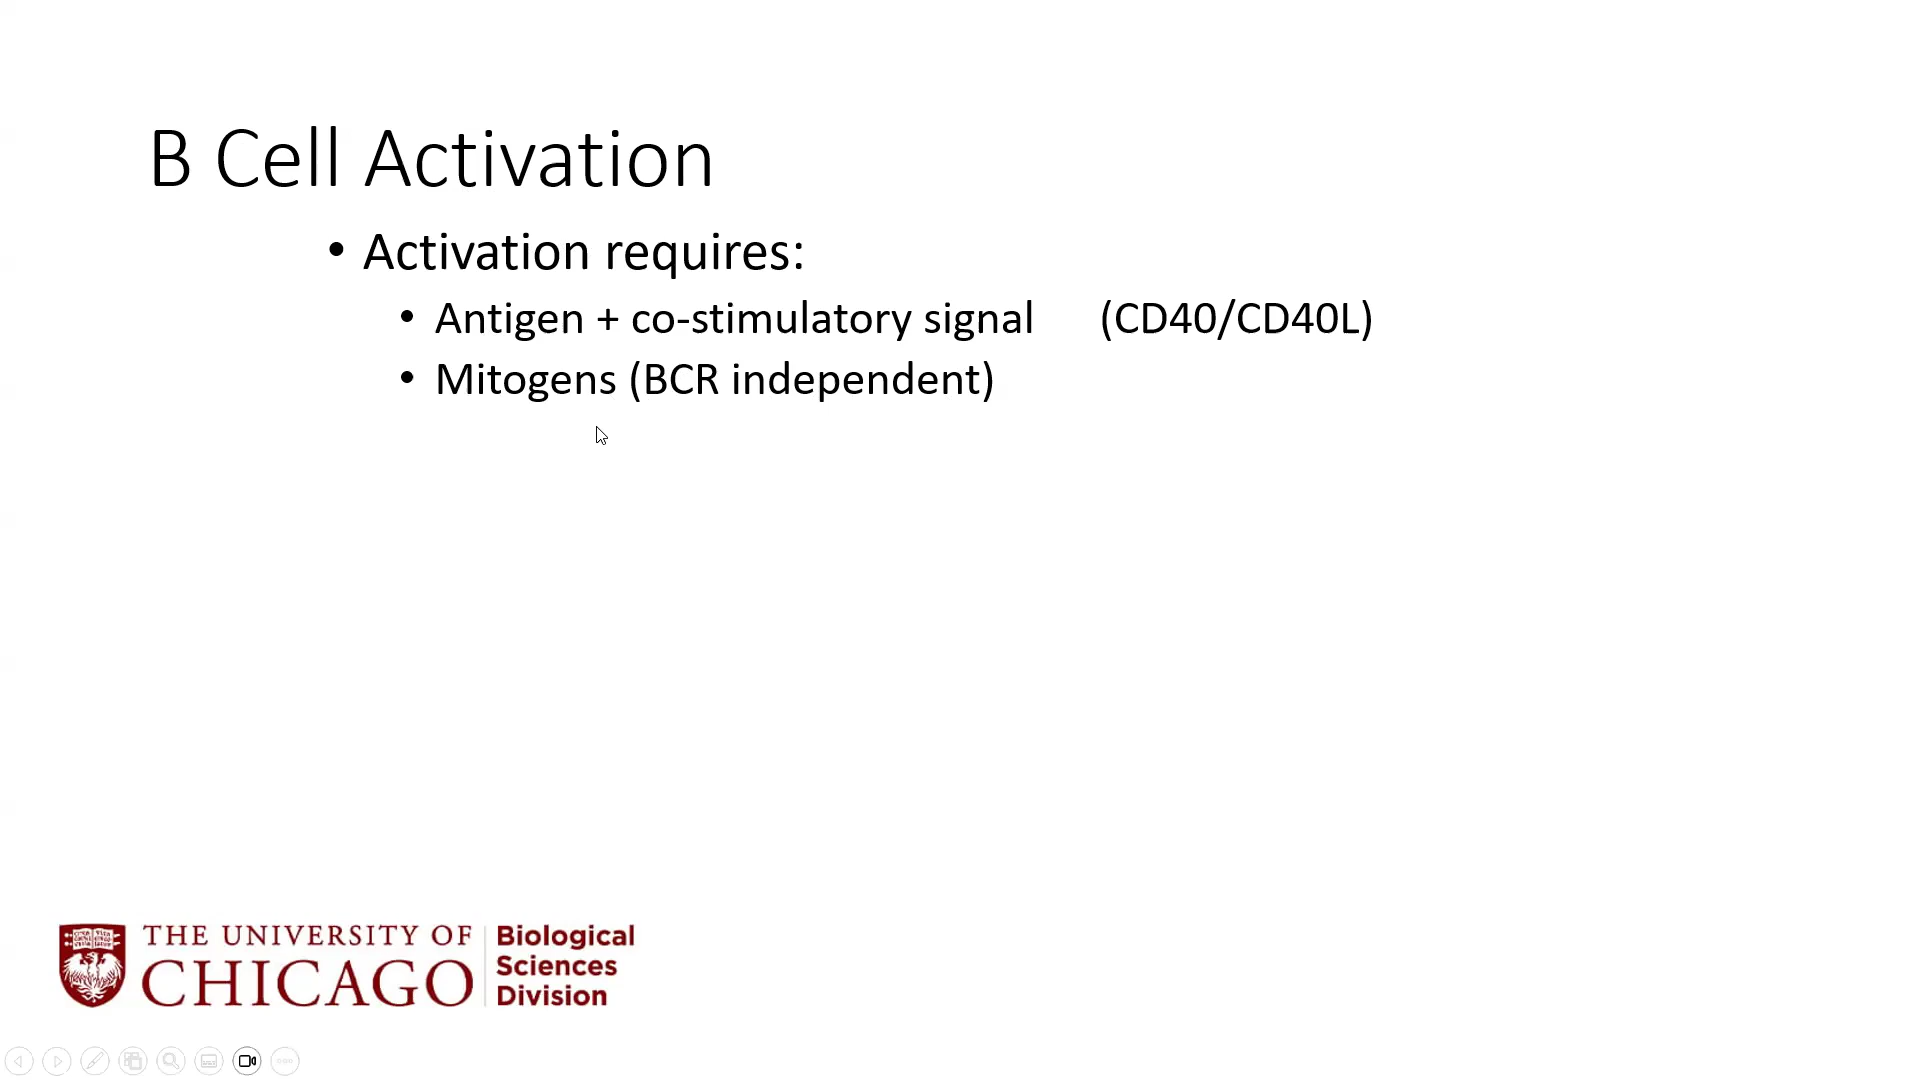 B Cell Activation
• Activation requires:
• Antigen + co-stimulatory signal (CD40/CD40L)
• Mitogens (BCR independent)
THE UNIVERSITY OF
CHICAGO
Biological
Sciences
Division